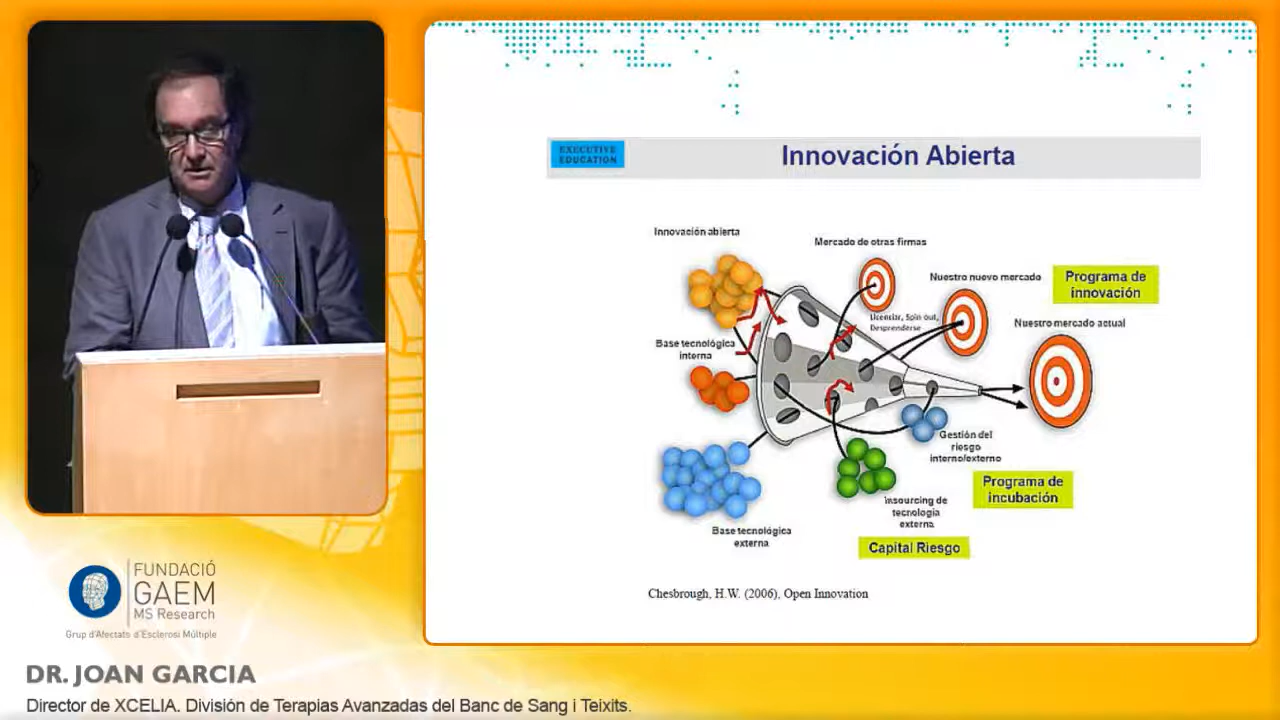 EXECUTIVE
EDUCATION
Innovación Abierta
Innovación abierta
Mercado de otras firmas
Nuestro nuevo mercado
Programa de
innovación
Licenciar, Spin out,
Desprenderse
Nuestro mercado actual
Base tecnológica
interna
Gestión del
riesgo
interno/externo
Programa de
incubación
Insourcing de
tecnología
externa
Base tecnológica
externa
Capital Riesgo
Chesbrough, H.W. (2006), Open Innovation
FUNDACIÓ
GAEM
MS Research
Grup d'Afectats d'Esclerosi Múltiple
DR. JOAN GARCIA
Director de XCELIA. División de Terapias Avanzadas del Banc de Sang i Teixits.